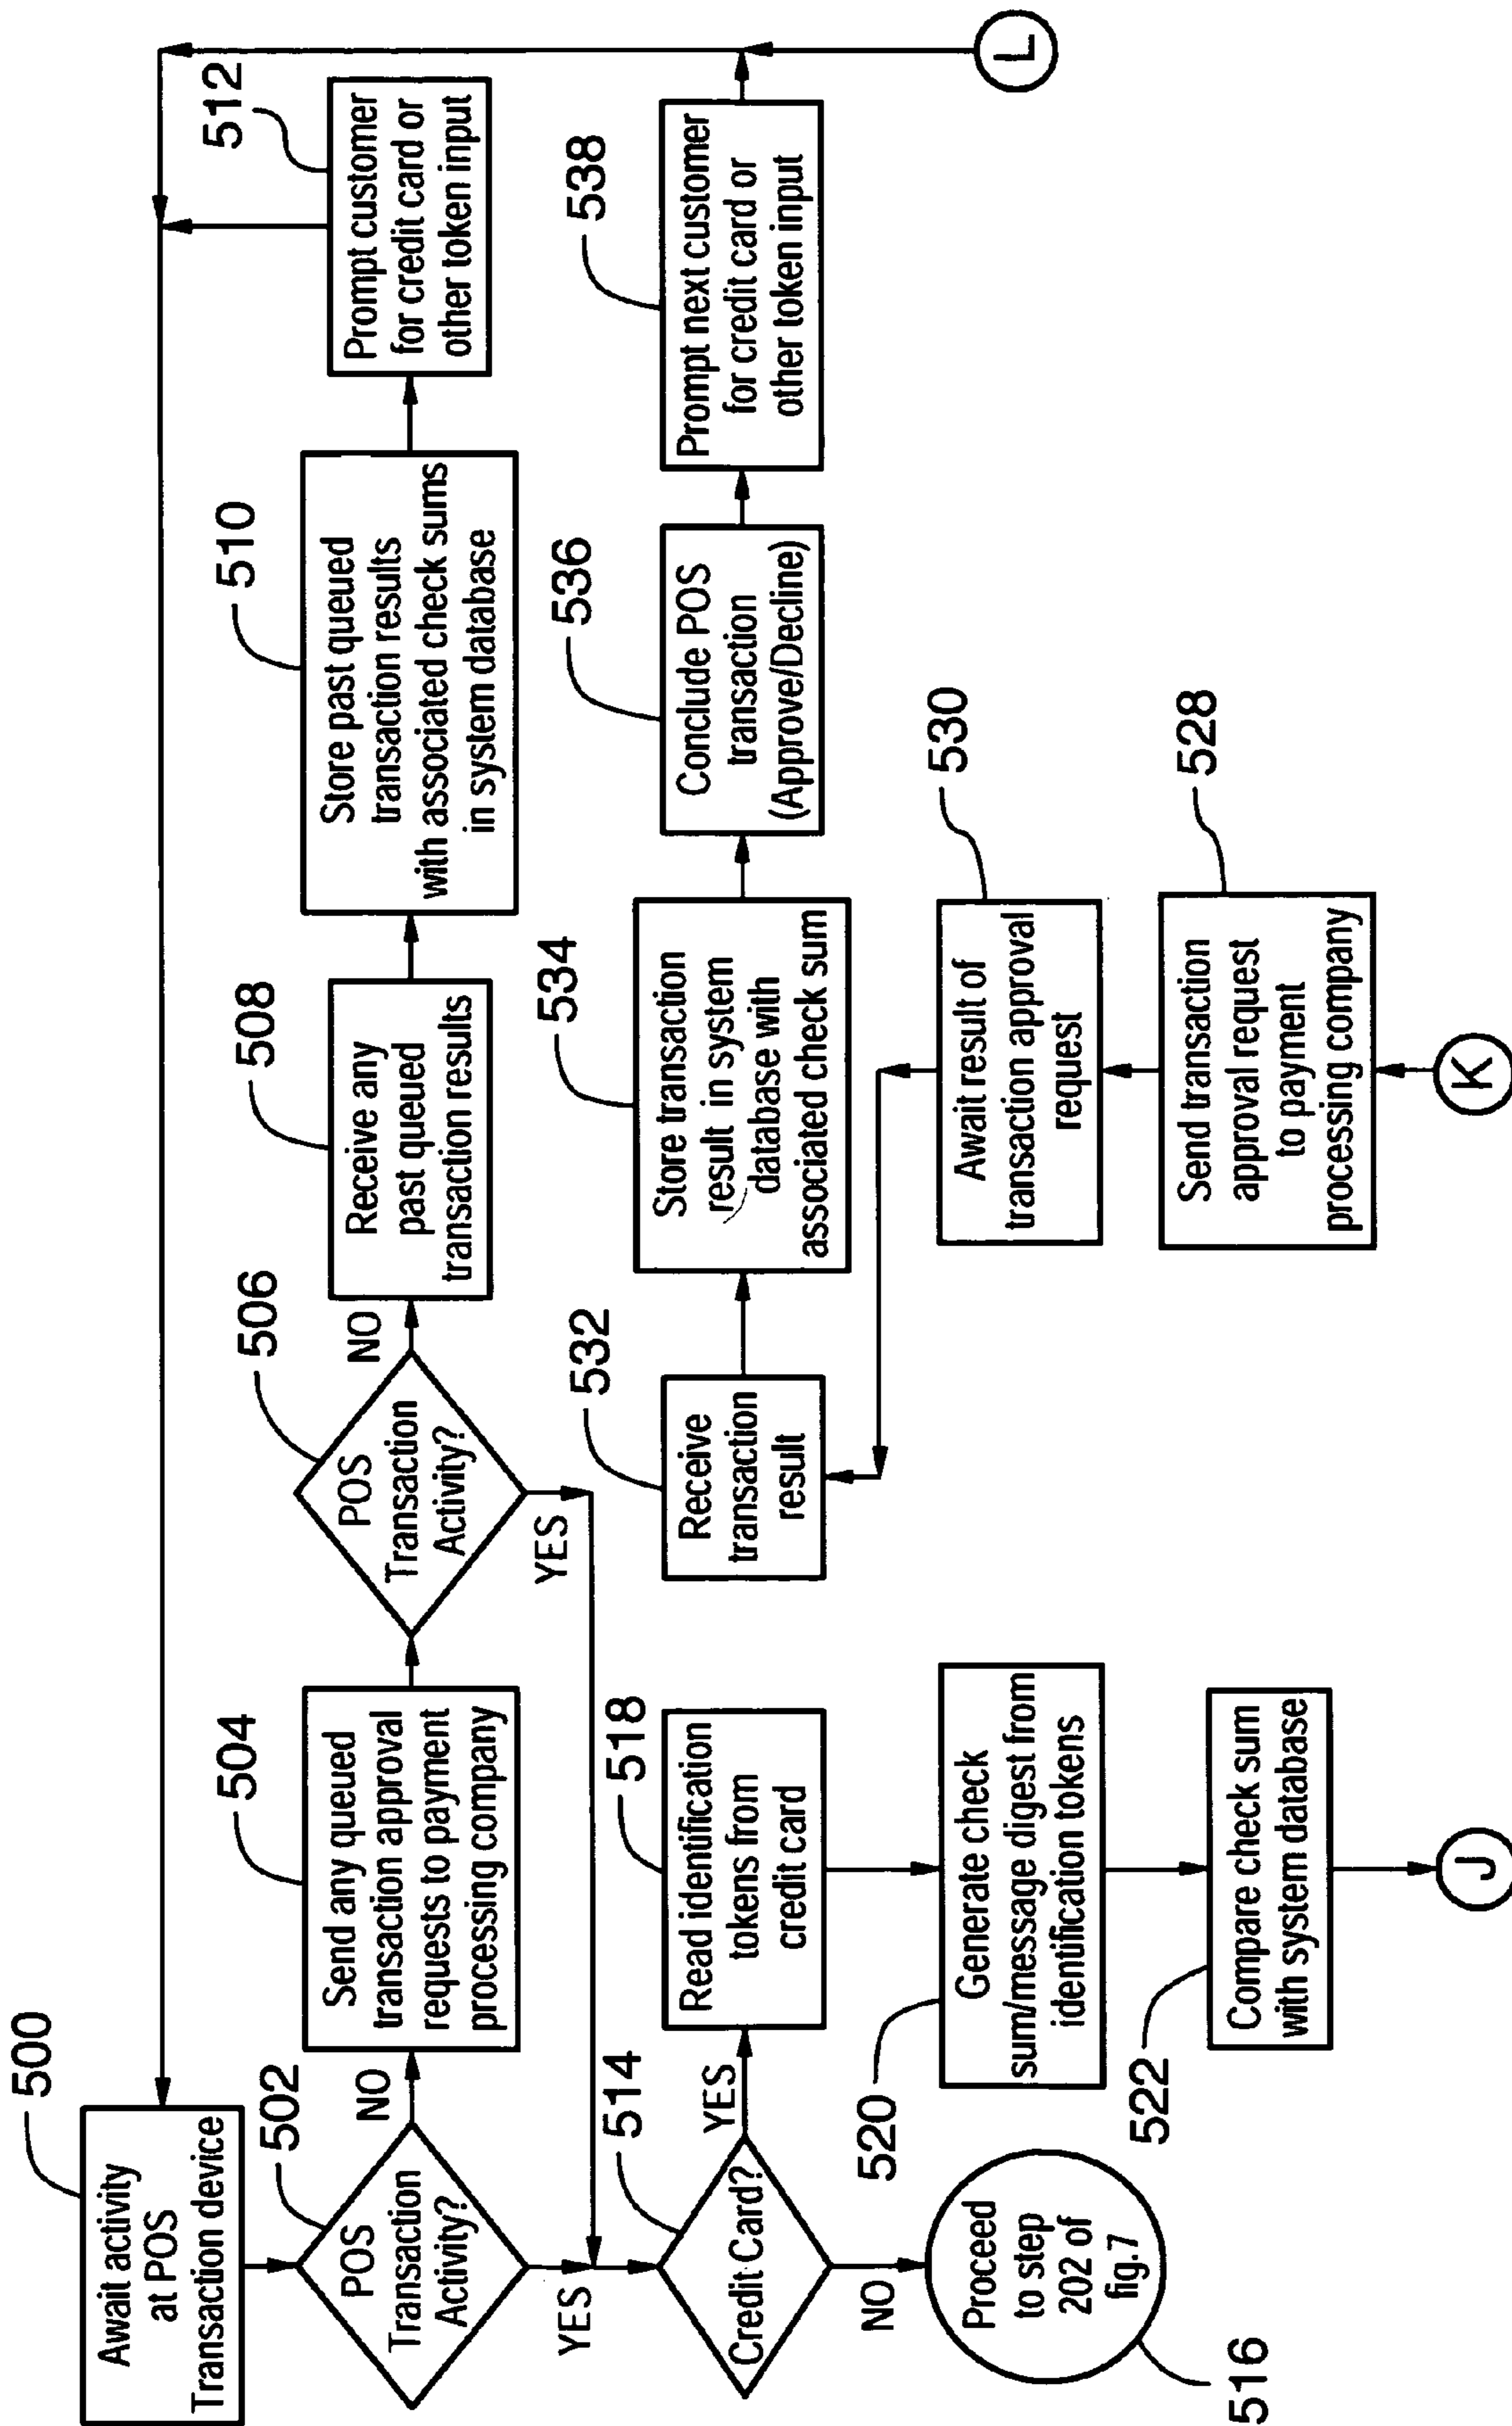 500
Await activity
at POS
Transaction device
502
POS
Transaction
Activity?
NO
YES
504
Send any queued
transaction approval
requests to payment
processing company
506
POS
Transaction
Activity?
NO
YES
508
Receive any
past queued
transaction results
510
Store past queued
transaction results
with associated check sums
in system database
512
Prompt customer
for credit card or
other token input
514
Credit Card?
YES
NO
Proceed
to step
202 of
fig.7
516
518
Read identification
tokens from
credit card
520
Generate check
sum/message digest from
identification tokens
522
Compare check sum
with system database
J
K
528
Send transaction
approval request
to payment
processing company
530
Await result of
transaction approval
request
532
Receive
transaction
result
534
Store transaction
result in system
database with
associated check sum
536
Conclude POS
transaction
(Approve/Decline)
538
Prompt next customer
for credit card or
other token input
L